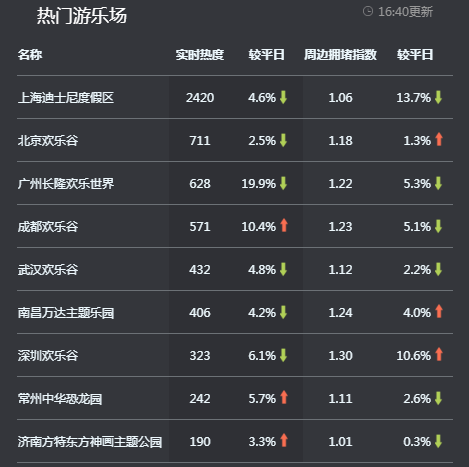 热门游乐场 16:40更新
名称 实时热度 较平日 周边拥堵指数 较平日
上海迪士尼度假区 2420 4.6% 1.06 13.7%
北京欢乐谷 711 2.5% 1.18 1.3%
广州长隆欢乐世界 628 19.9% 1.22 5.3%
成都欢乐谷 571 10.4% 1.23 5.1%
武汉欢乐谷 432 4.8% 1.12 2.2%
南昌万达主题乐园 406 4.2% 1.24 4.0%
深圳欢乐谷 323 6.1% 1.30 10.6%
常州中华恐龙园 242 5.7% 1.11 2.6%
济南方特东方神画主题公园 190 3.3% 1.01 0.3%